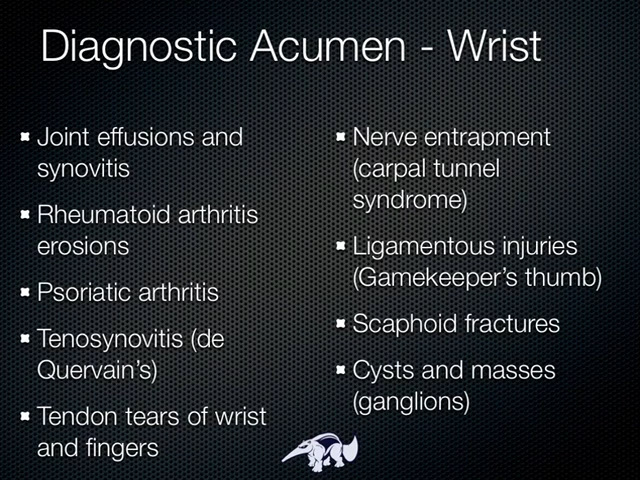 Diagnostic Acumen - Wrist
Joint effusions and
synovitis
Rheumatoid arthritis
erosions
Psoriatic arthritis
Tenosynovitis (de
Quervain’s)
Tendon tears of wrist
and fingers
Nerve entrapment
(carpal tunnel
syndrome)
Ligamentous injuries
(Gamekeeper’s thumb)
Scaphoid fractures
Cysts and masses
(ganglions)